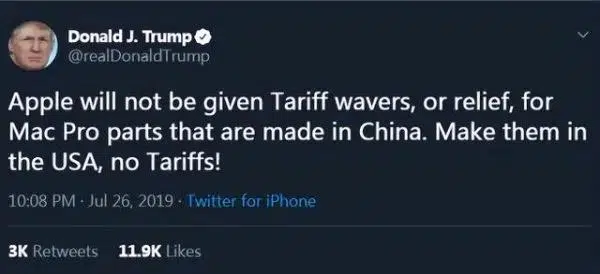 Donald J. Trump
@realDonaldTrump
Apple will not be given Tariff wavers, or relief, for
Mac Pro parts that are made in China. Make them in
the USA, no Tariffs!
10:08 PM · Jul 26, 2019 · Twitter for iPhone
3K Retweets 11.9K Likes